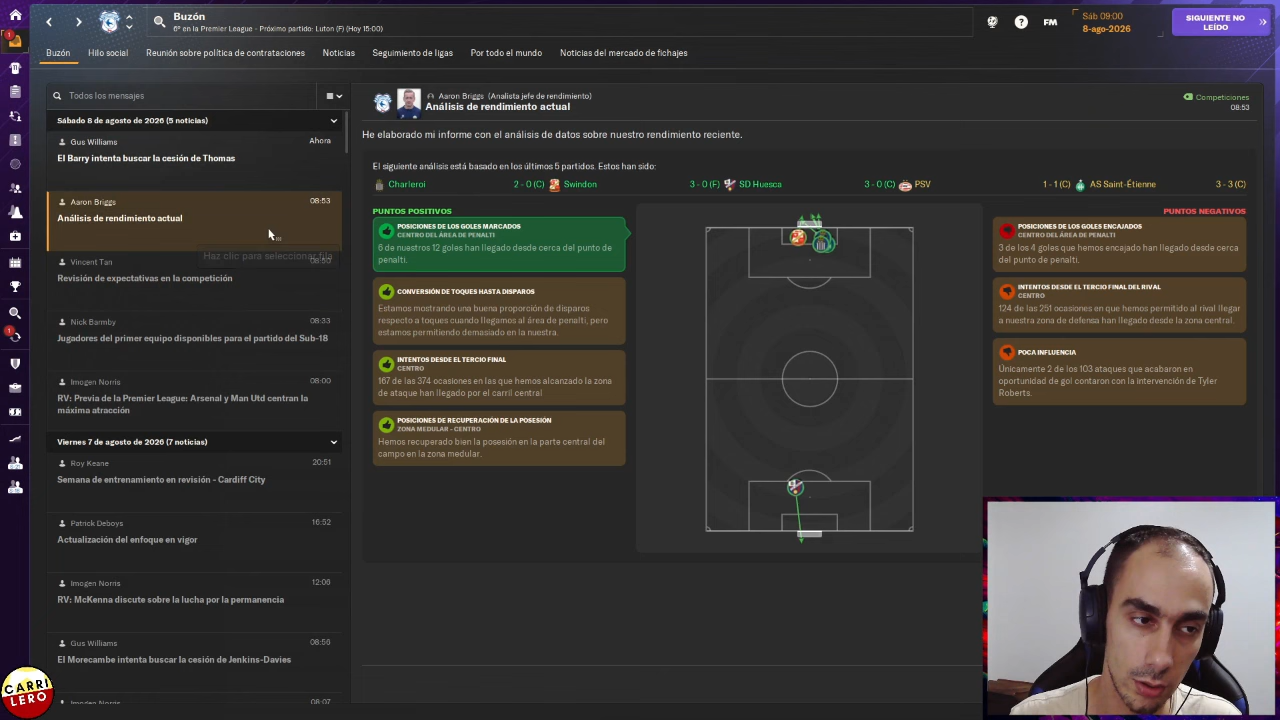 Buzón
6º en la Premier League - Próximo partido: Luton (F) (Hoy 15:00)
FM
Sáb 09:00
8-ago-2026
SIGUIENTE NO LEÍDO
Buzón
Hilo social
Reunión sobre política de contrataciones
Noticias
Seguimiento de ligas
Por todo el mundo
Noticias del mercado de fichajes
Todos los mensajes
Sábado 8 de agosto de 2026 (5 noticias)
Gus Williams
Ahora
El Barry intenta buscar la cesión de Thomas
Aaron Briggs
08:53
Análisis de rendimiento actual
Haz clic para seleccionar fila
Vincent Tan
08:50
Revisión de expectativas en la competición
Nick Barmby
08:33
Jugadores del primer equipo disponibles para el partido del Sub-18
Imogen Norris
08:00
RV: Previa de la Premier League: Arsenal y Man Utd centran la
máxima atracción
Viernes 7 de agosto de 2026 (7 noticias)
Roy Keane
20:51
Semana de entrenamiento en revisión - Cardiff City
Patrick Deboys
16:52
Actualización del enfoque en vigor
Imogen Norris
12:06
RV: McKenna discute sobre la lucha por la permanencia
Gus Williams
08:56
El Morecambe intenta buscar la cesión de Jenkins-Davies
Imogen Norris
08:07
Aaron Briggs (Analista jefe de rendimiento)
Análisis de rendimiento actual
Competiciones
08:53
He elaborado mi informe con el análisis de datos sobre nuestro rendimiento reciente.
El siguiente análisis está basado en los últimos 5 partidos. Estos han sido:
Charleroi 2 - 0 (C) Swindon 3 - 0 (F) SD Huesca 3 - 0 (C) PSV 1 - 1 (C) AS Saint-Étienne 3 - 3 (C)
PUNTOS POSITIVOS
POSICIONES DE LOS GOLES MARCADOS
CENTRO DEL ÁREA DE PENALTI
6 de nuestros 12 goles han llegado desde cerca del punto de
penalti.
CONVERSIÓN DE TOQUES HASTA DISPAROS
Estamos mostrando una buena proporción de disparos
respecto a toques cuando llegamos al área de penalti, pero
estamos permitiendo demasiado en la nuestra.
INTENTOS DESDE EL TERCIO FINAL
CENTRO
167 de las 374 ocasiones en las que hemos alcanzado la zona
de ataque han llegado por el carril central
POSICIONES DE RECUPERACIÓN DE LA POSESIÓN
ZONA MEDULAR - CENTRO
Hemos recuperado bien la posesión en la parte central del
campo en la zona medular.
PUNTOS NEGATIVOS
POSICIONES DE LOS GOLES ENCAJADOS
CENTRO DEL ÁREA DE PENALTI
3 de los 4 goles que hemos encajado han llegado desde cerca
del punto de penalti.
INTENTOS DESDE EL TERCIO FINAL DEL RIVAL
CENTRO
124 de las 251 ocasiones en que hemos permitido al rival llegar
a nuestra zona de defensa han llegado desde la zona central.
POCA INFLUENCIA
Únicamente 2 de los 103 ataques que acabaron en
oportunidad de gol contaron con la intervención de Tyler
Roberts.
CARRI
LERO